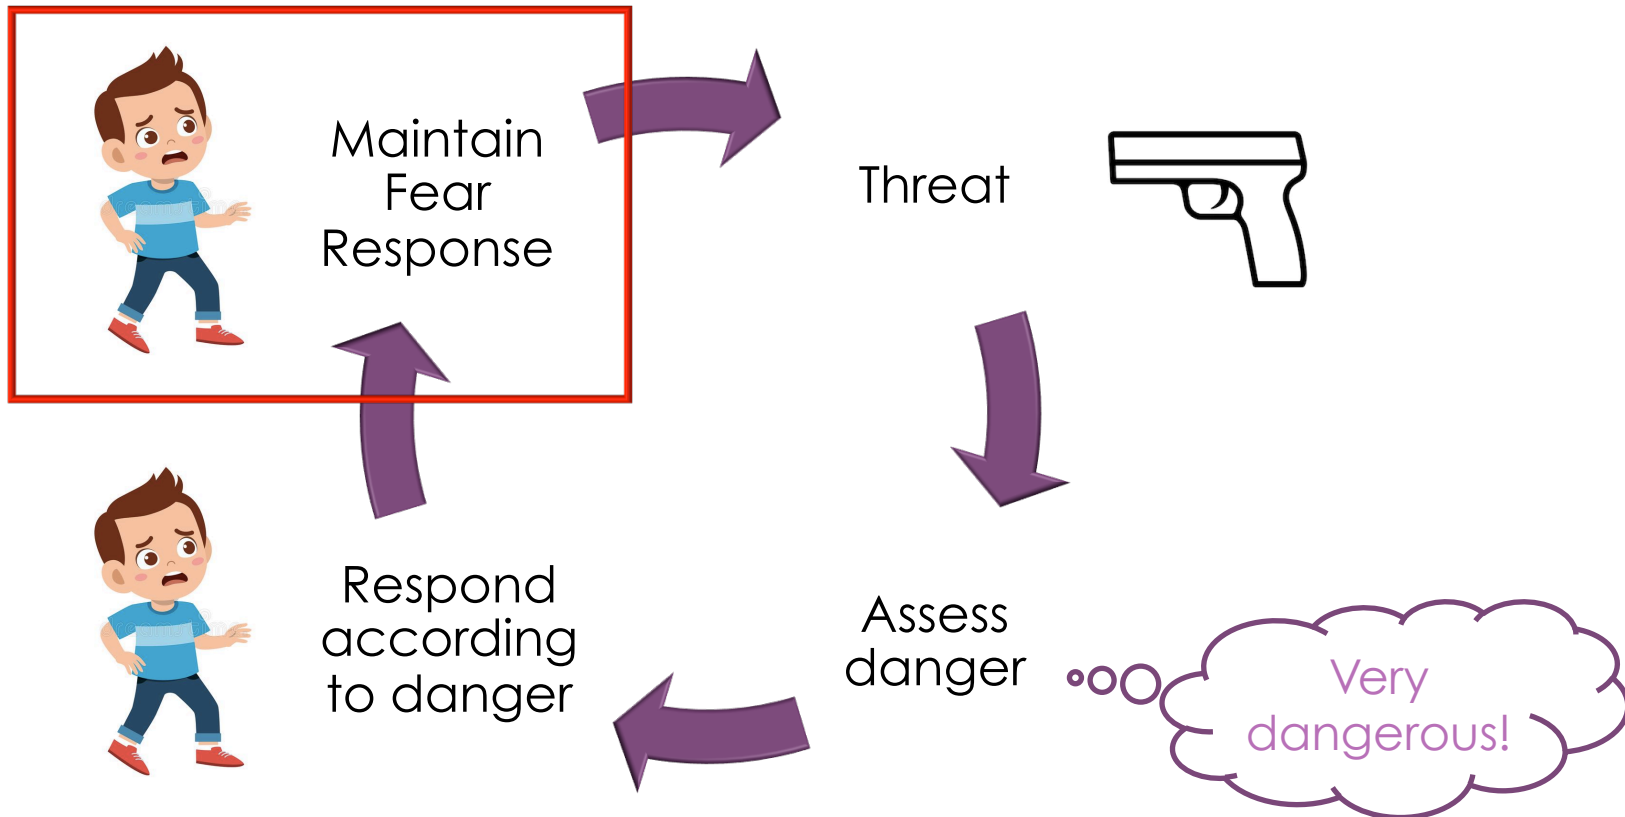 Maintain
Fear
Response
Threat
Assess
danger
Very
dangerous!
Respond
according
to danger